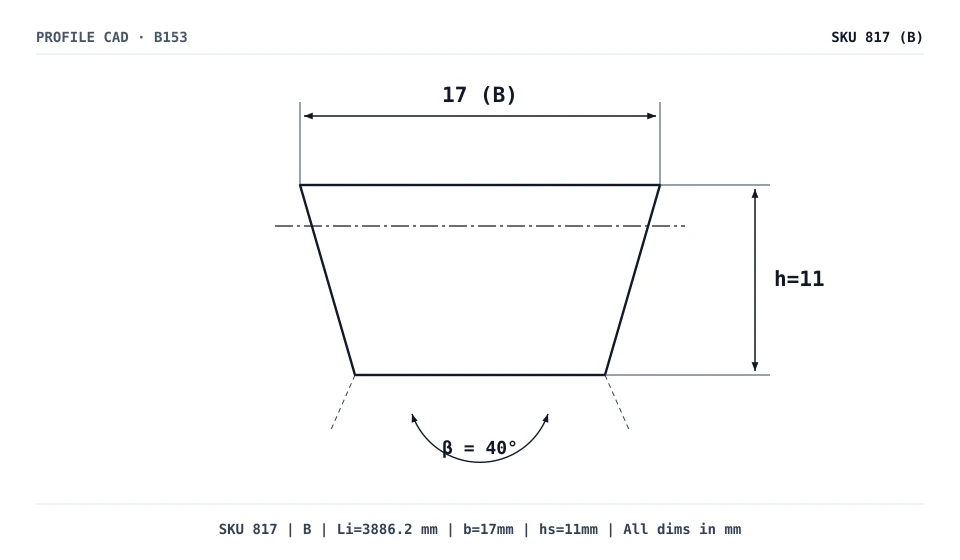 PROFILE CAD · B153
SKU 817 (B)
17 (B)
h=11
β = 40°
SKU 817 | B | Li=3886.2 mm | b=17mm | hs=11mm | All dims in mm